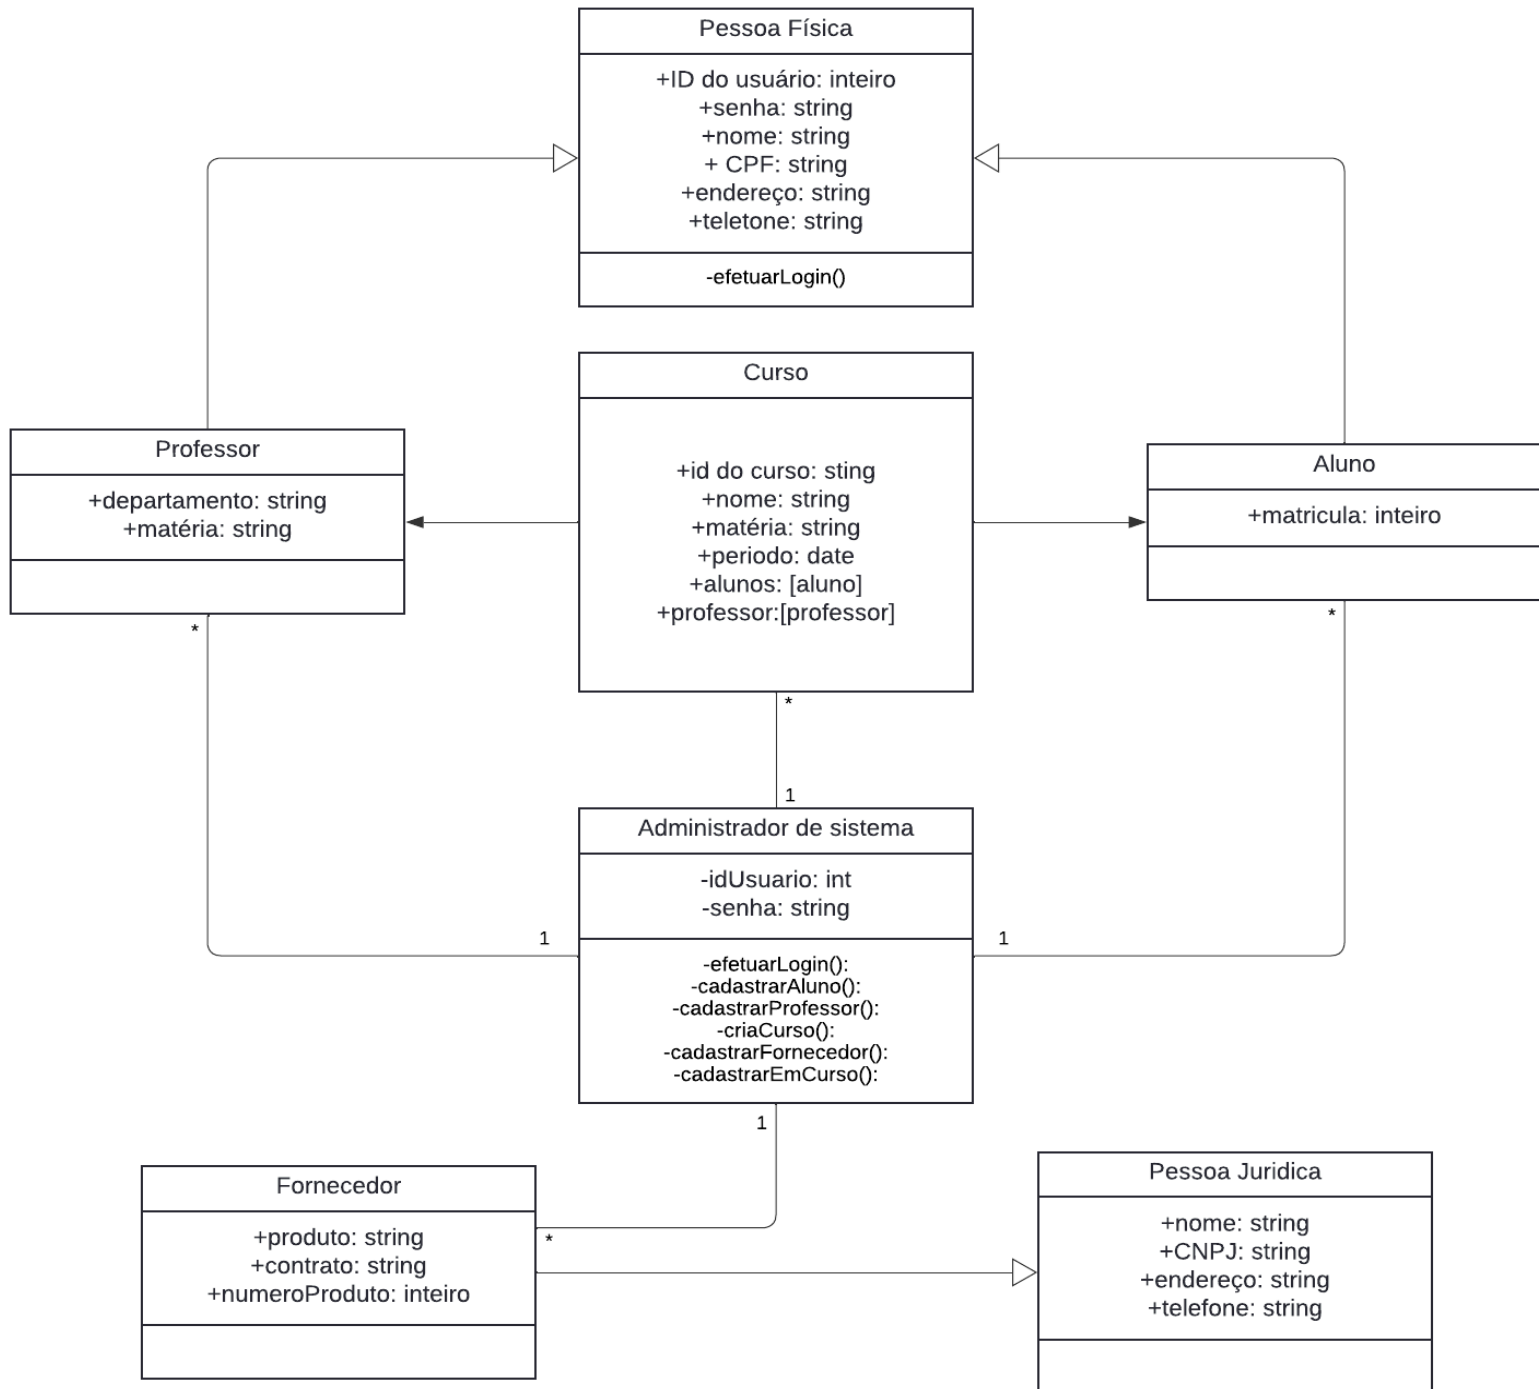 Pessoa Física
+ID do usuário: inteiro
+senha: string
+nome: string
+ CPF: string
+endereço: string
+teletone: string
-efetuarLogin()
Curso
+id do curso: sting
+nome: string
+matéria: string
+periodo: date
+alunos: [aluno]
+professor:[professor]
Professor
+departamento: string
+matéria: string
Aluno
+matricula: inteiro
*
*
*
1
Administrador de sistema
-idUsuario: int
-senha: string
1
1
-efetuarLogin():
-cadastrarAluno():
-cadastrarProfessor():
-criaCurso():
-cadastrarFornecedor():
-cadastrarEmCurso():
1
Fornecedor
+produto: string
+contrato: string
+numeroProduto: inteiro
*
Pessoa Juridica
+nome: string
+CNPJ: string
+endereço: string
+telefone: string